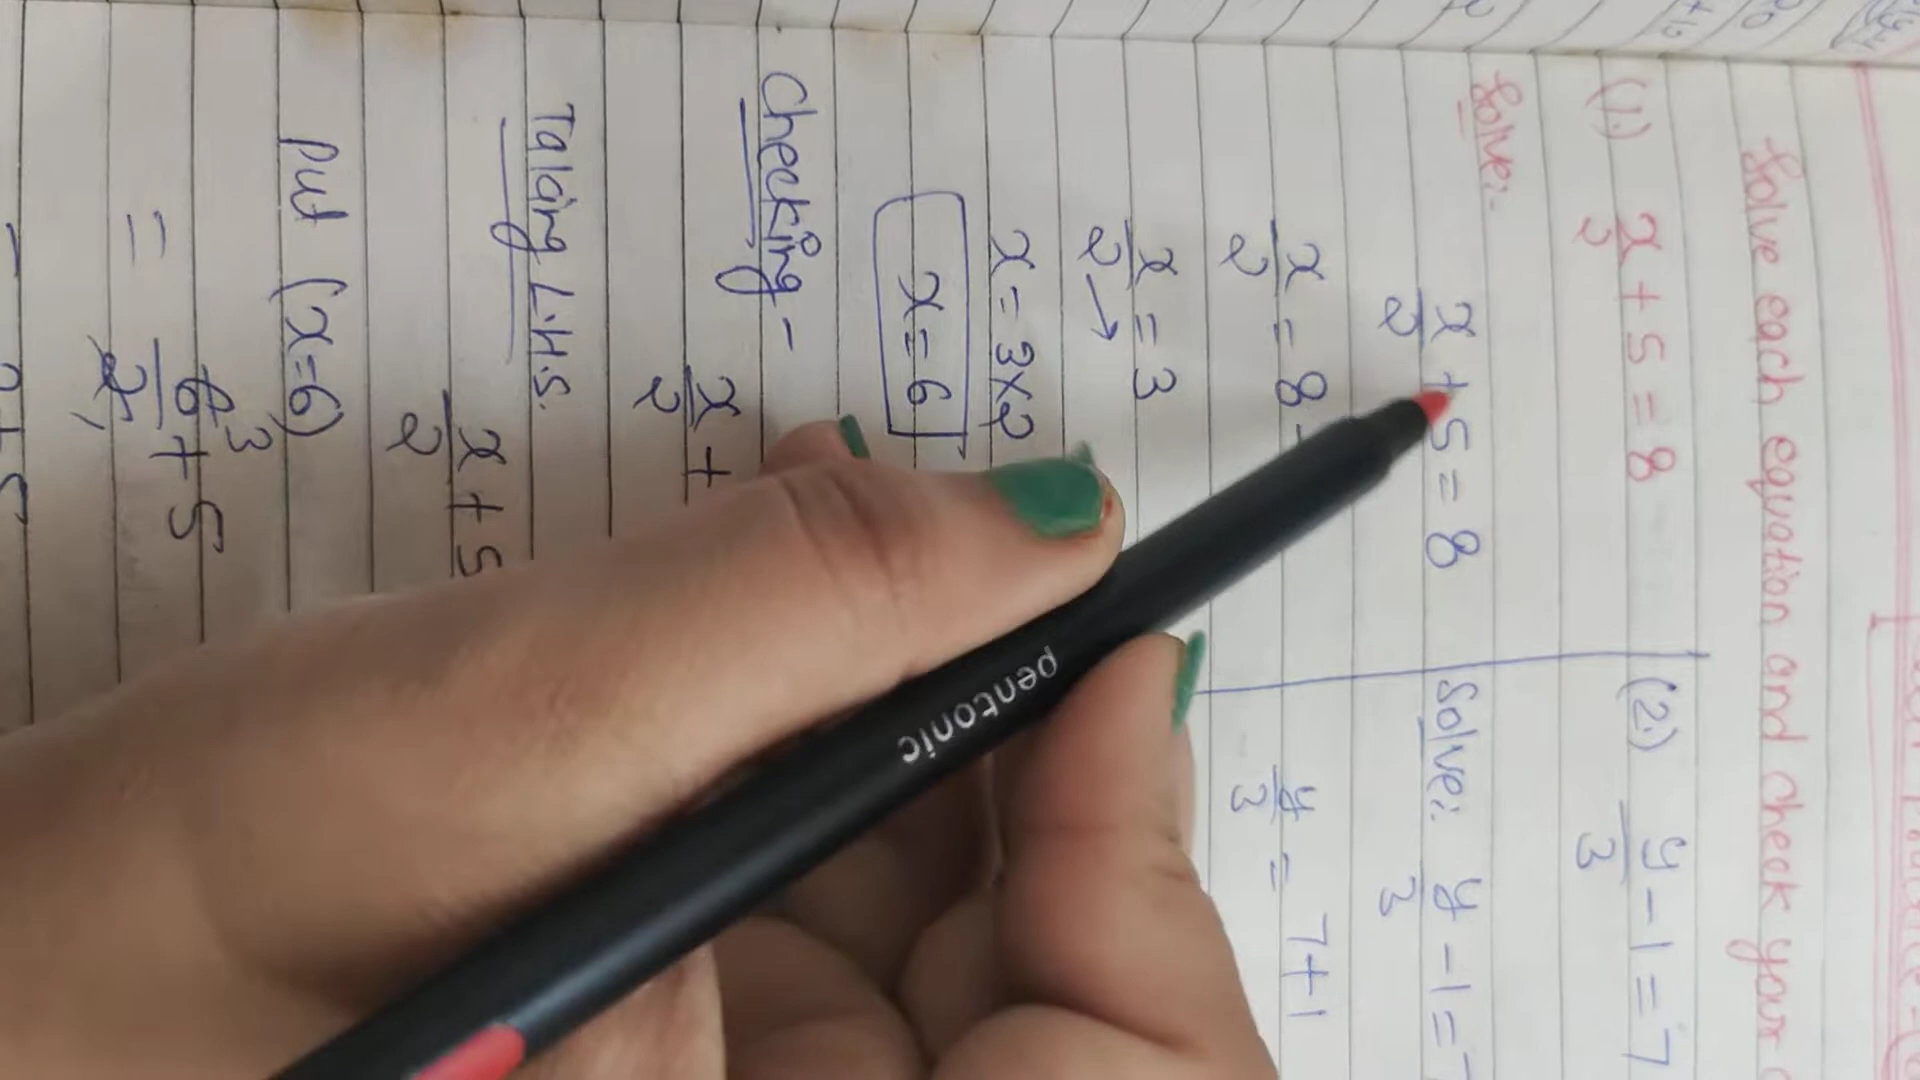 Solve each equation and check your
(1.) x/2 + 5 = 8
Solve:-
x/2 + 5 = 8
x/2 = 8 -
x/2 = 3
x = 3×2
x = 6
Checking -
x/2 +
Taking L.H.S.
x/2 + 5
put (x=6)
= 6/2 3 + 5
(2.) y/3 - 1 = 7
Solve:- y/3 - 1 = 7
y/3 = 7+1
pentonic